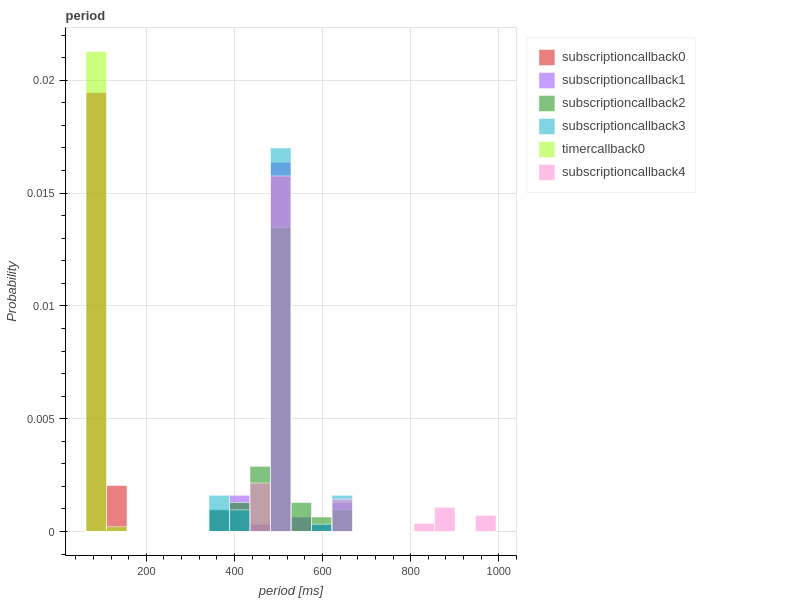 period
Probability
0.02
0.015
0.01
0.005
0
200
400
600
800
1000
period [ms]
subscriptioncallback0
subscriptioncallback1
subscriptioncallback2
subscriptioncallback3
timercallback0
subscriptioncallback4